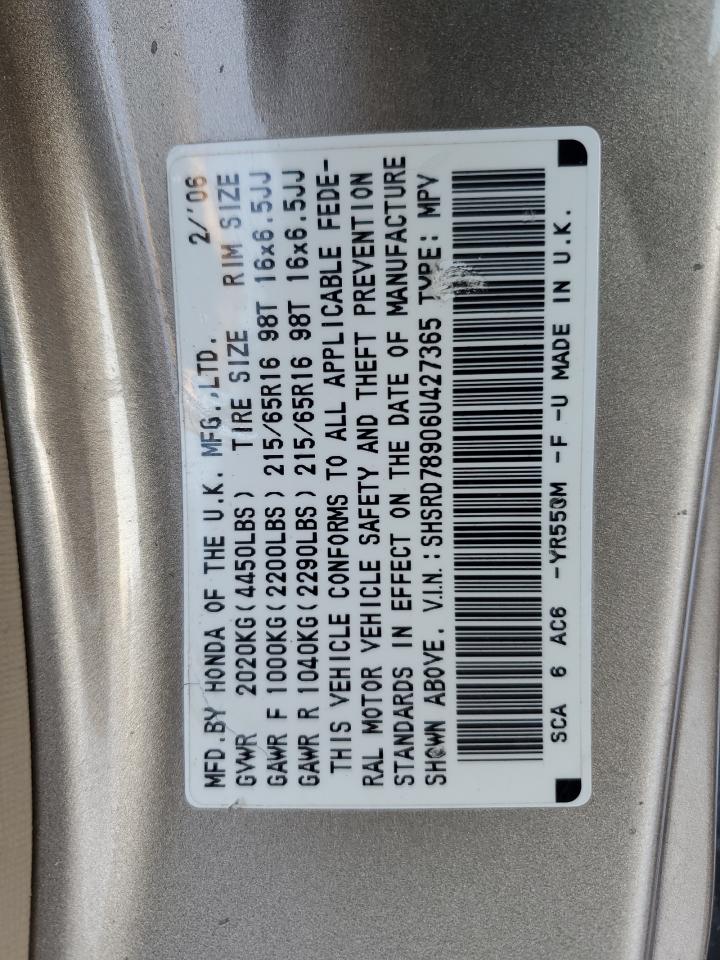 MFD.BY HONDA OF THE U.K. MFG.,LTD. 2/'06
GVWR 2020KG(4450LBS) TIRE SIZE RIM SIZE
GAWR F 1000KG(2200LBS) 215/65R16 98T 16x6.5JJ
GAWR R 1040KG(2290LBS) 215/65R16 98T 16x6.5JJ
THIS VEHICLE CONFORMS TO ALL APPLICABLE FEDE-
RAL MOTOR VEHICLE SAFETY AND THEFT PREVENTION
STANDARDS IN EFFECT ON THE DATE OF MANUFACTURE
SHOWN ABOVE. V.I.N.: SHSRD78906U427365 TYPE: MPV
SCA 6 AC6 -YR553M -F -U MADE IN U.K.